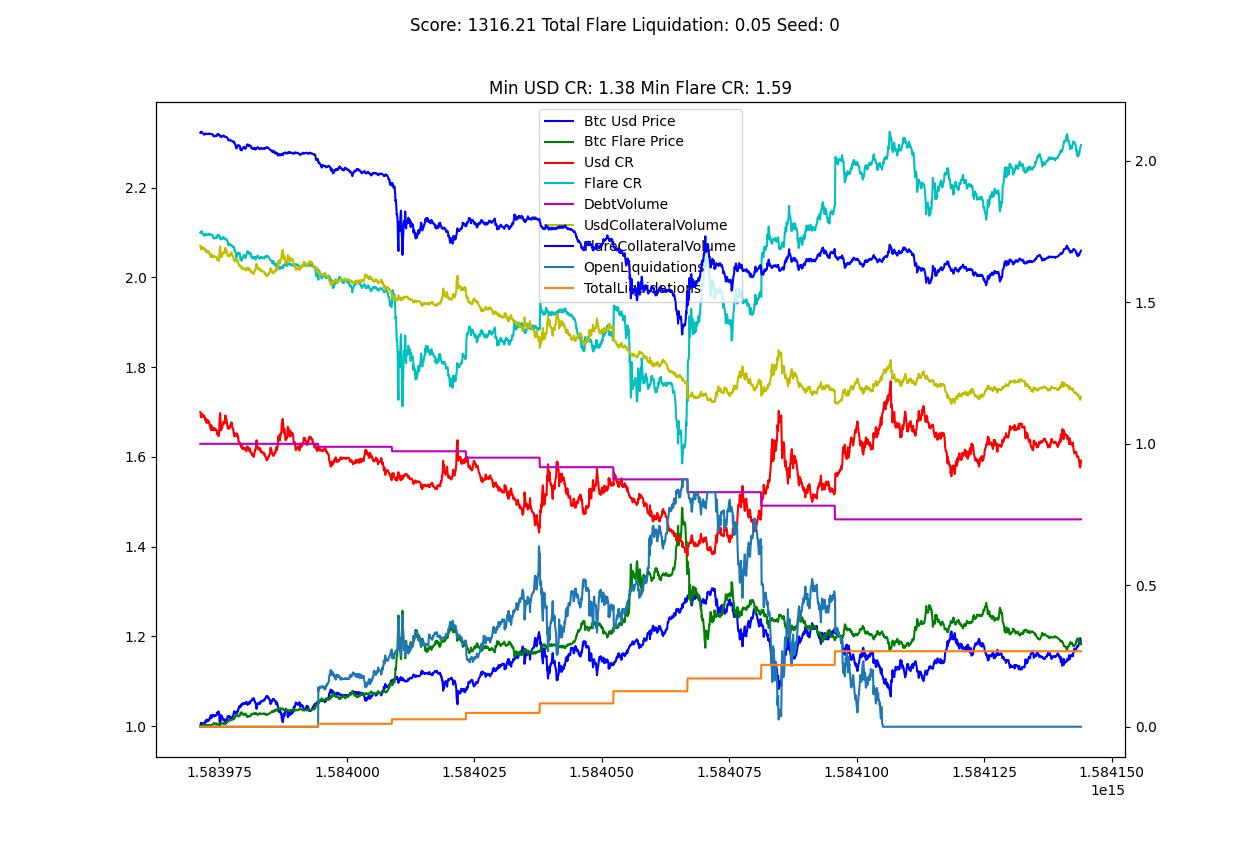 Score: 1316.21 Total Flare Liquidation: 0.05 Seed: 0
Min USD CR: 1.38 Min Flare CR: 1.59
Btc Usd Price
Btc Flare Price
Usd CR
Flare CR
DebtVolume
UsdCollateralVolume
FlareCollateralVolume
OpenLiquidations
TotalLiquidations
2.2
2.0
1.8
1.6
1.4
1.2
1.0
2.0
1.5
1.0
0.5
0.0
1.583975 1.584000 1.584025 1.584050 1.584075 1.584100 1.584125 1.584150
1e15